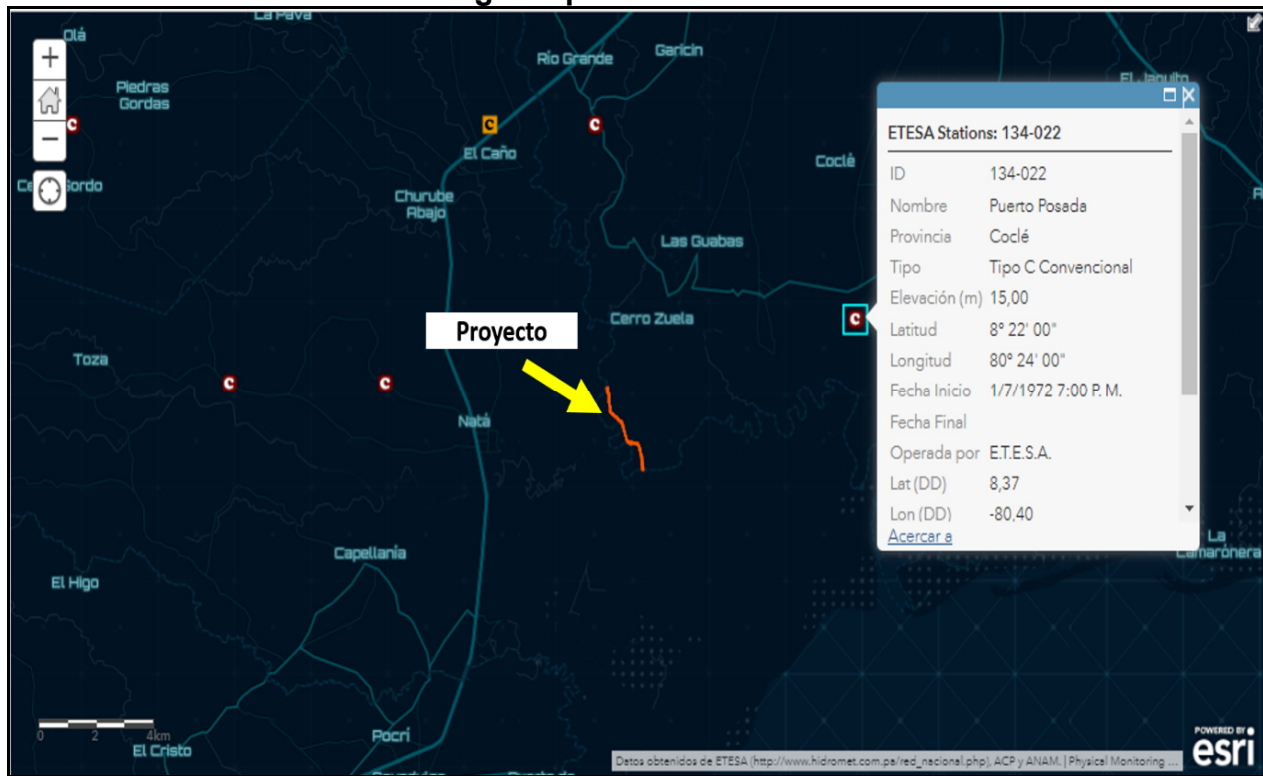 La Pava
Olá
Río Grande
Garicin
+
Piedras
Gordas
C
C
C
−
El Caño
Coclé
Churube
Abajo
Las Guabas
Proyecto
Cerro Zuela
C
Toza
C
C
Natá
Capellanía
El Higo
0 2 4km
El Cristo
Pocrí
ETESA Stations: 134-022
ID 134-022
Nombre Puerto Posada
Provincia Coclé
Tipo Tipo C Convencional
Elevación (m) 15,00
Latitud 8° 22' 00"
Longitud 80° 24' 00"
Fecha Inicio 1/7/1972 7:00 P. M.
Fecha Final
Operada por E.T.E.S.A.
Lat (DD) 8,37
Lon (DD) -80,40
Acercar a
La
Camarónera
Datos obtenidos de ETESA (http://www.hidromet.com.pa/red_nacional.php), ACP y ANAM. | Physical Monitoring ...
POWERED BY
esri